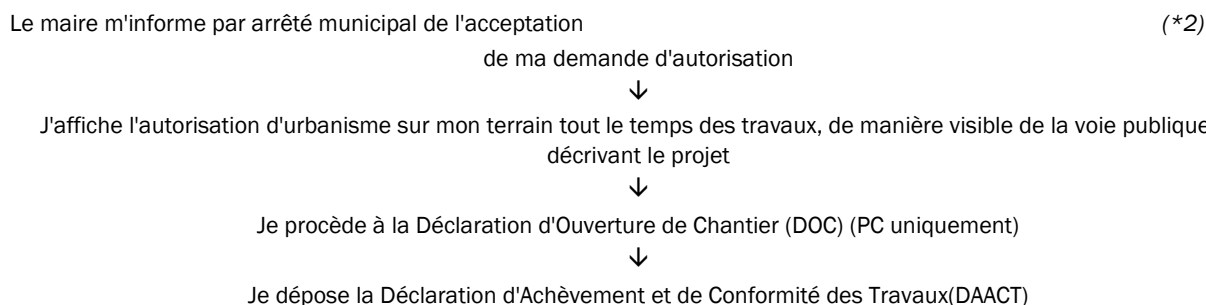 Le maire m'informe par arrêté municipal de l'acceptation (*2)
de ma demande d'autorisation
↓
J'affiche l'autorisation d'urbanisme sur mon terrain tout le temps des travaux, de manière visible de la voie publique
décrivant le projet
↓
Je procède à la Déclaration d'Ouverture de Chantier (DOC) (PC uniquement)
↓
Je dépose la Déclaration d'Achèvement et de Conformité des Travaux(DAACT)